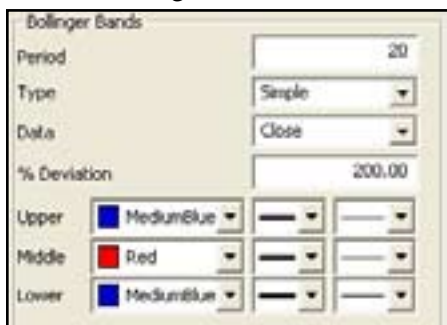 Bollinger Bands
Period 20
Type Simple
Data Close
% Deviation 200.00
Upper MediumBlue
Middle Red
Lower MediumBlue